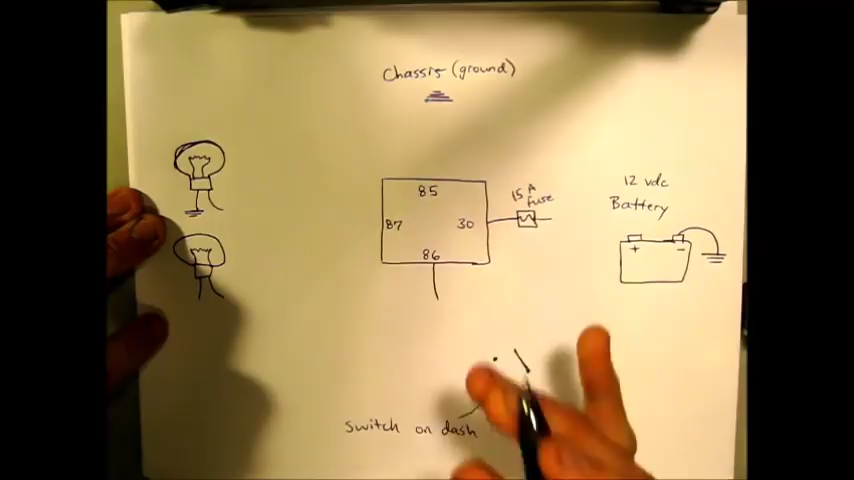 Chassis (ground)
12 vdc
Battery
+ -
15 A
fuse
85
87
30
86
switch on dash